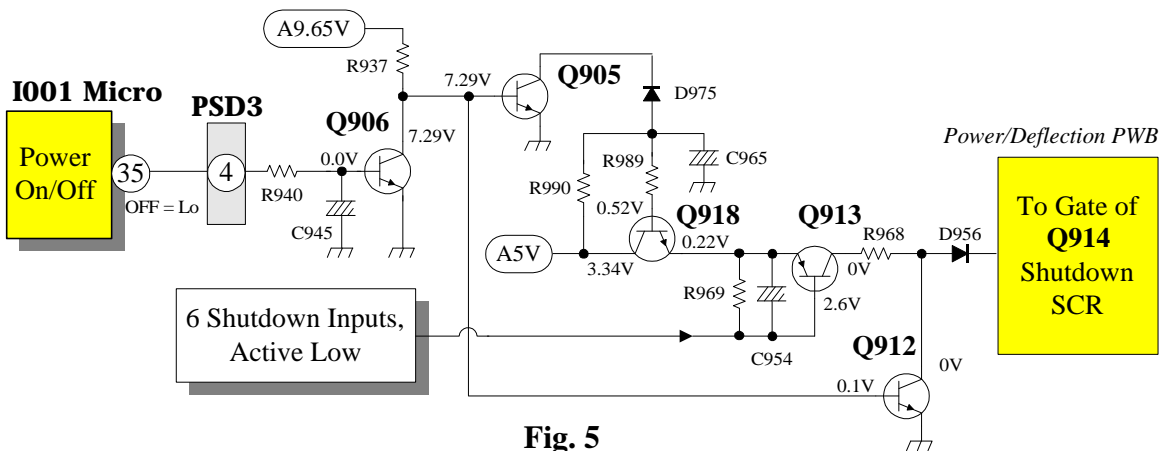 A9.65V
R937
7.29V
Q905
D975
I001 Micro
PSD3
Q906
7.29V
Power/Deflection PWB
Power
On/Off
35
4
R940
0.0V
OFF = Lo
C945
R990
R989
C965
0.52V
Q918
Q913
To Gate of
Q914
Shutdown
SCR
A5V
3.34V
0.22V
0V
R968
D956
R969
2.6V
6 Shutdown Inputs,
Active Low
C954
Q912
0V
0.1V
Fig. 5